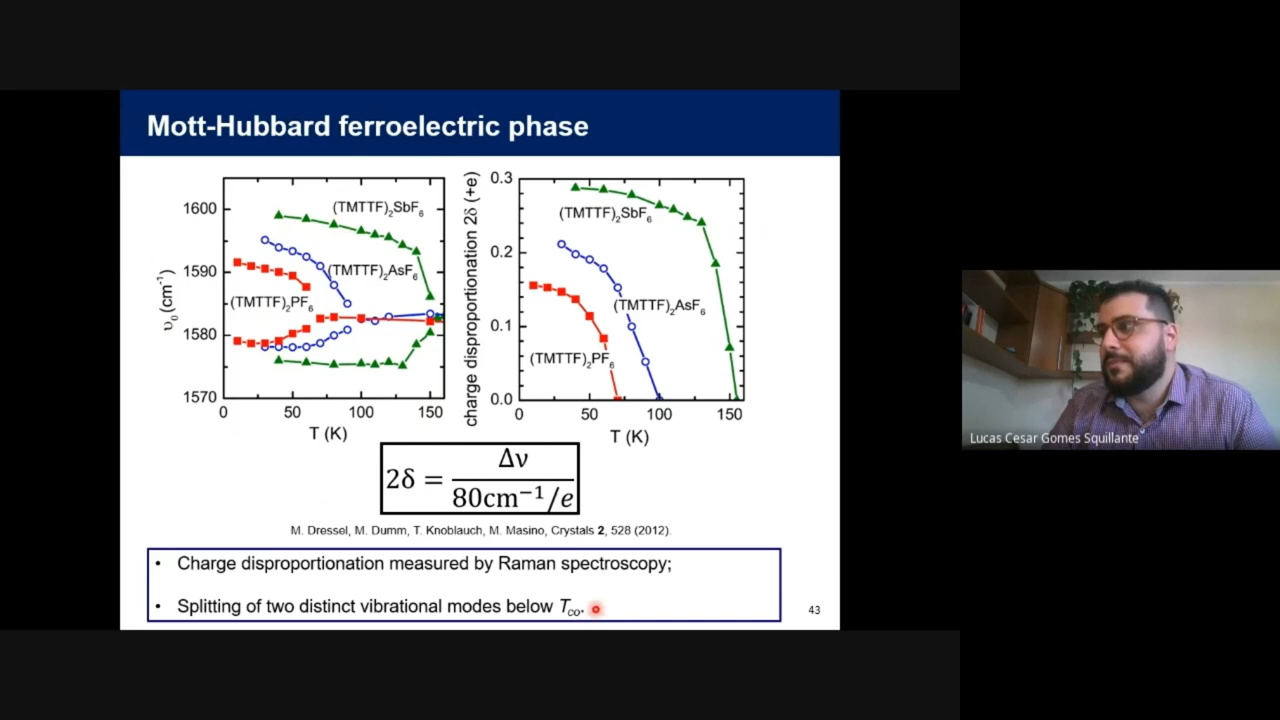 Mott-Hubbard ferroelectric phase
1600
1590
1580
1570
υ₀ (cm⁻¹)
0
50
100
150
T (K)
(TMTTF)₂SbF₆
(TMTTF)₂AsF₆
(TMTTF)₂PF₆
0.3
0.2
0.1
0.0
charge disproportionation 2δ (+e)
0
50
100
150
T (K)
(TMTTF)₂SbF₆
(TMTTF)₂AsF₆
(TMTTF)₂PF₆
2δ = Δν / 80cm⁻¹/e
M. Dressel, M. Dumm, T. Knoblauch, M. Masino, Crystals 2, 528 (2012).
• Charge disproportionation measured by Raman spectroscopy;
• Splitting of two distinct vibrational modes below Tco.
43
Lucas Cesar Gomes Squillante